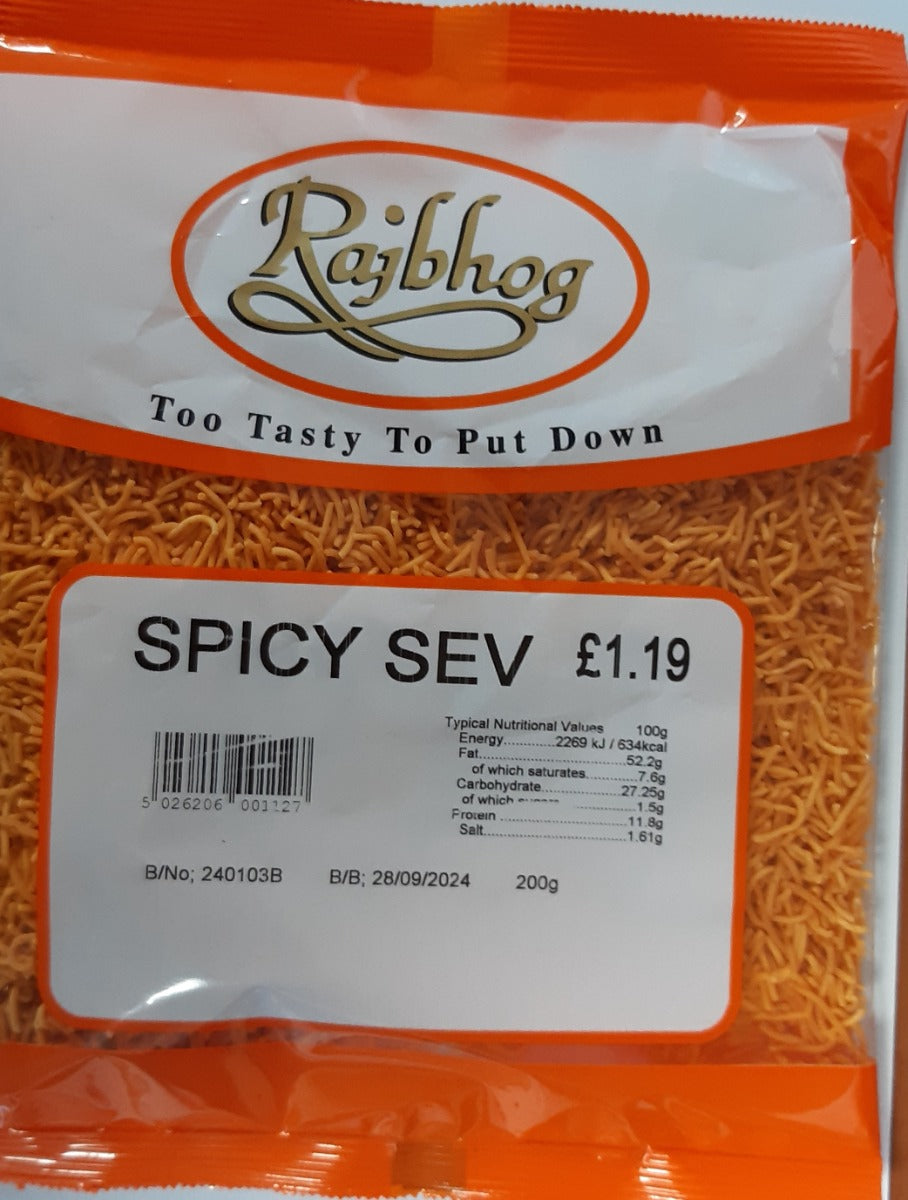 Rajbhog
Too Tasty To Put Down
SPICY SEV £1.19
Typical Nutritional Values 100g
Energy............2269 kJ / 634kcal
Fat..............................52.2g
of which saturates..........7.6g
Carbohydrate................27.25g
of which ................1.5g
Protein .........................11.8g
Salt..............................1.61g
5 026206 001127
B/No; 240103B B/B; 28/09/2024 200g